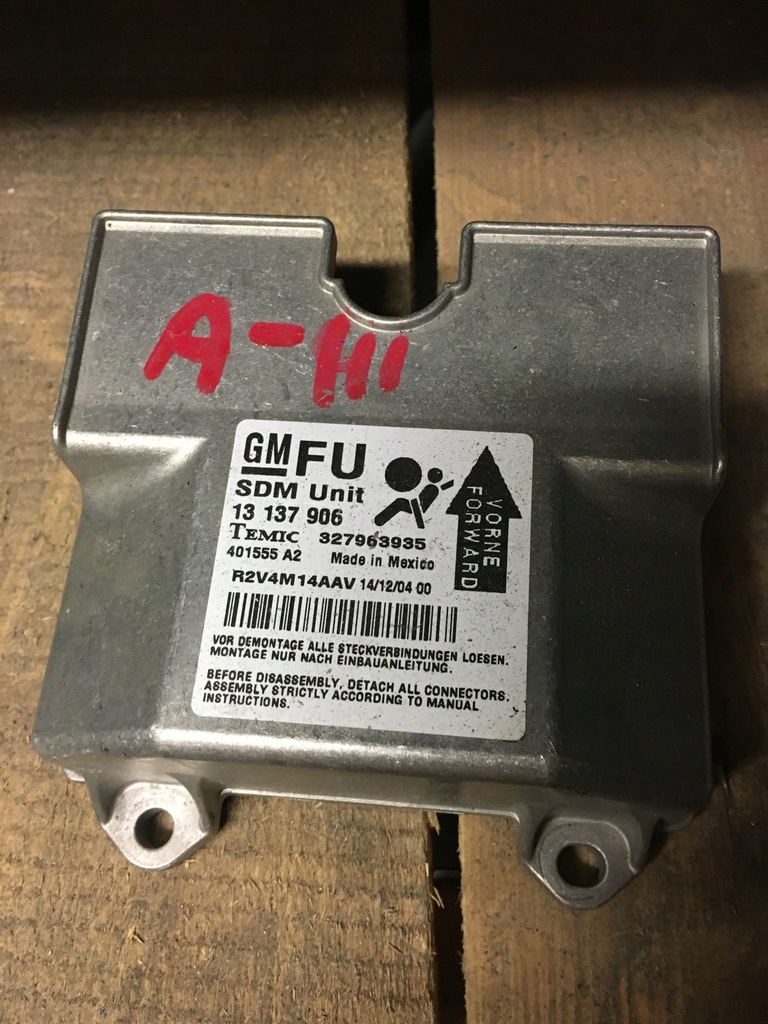 A-H
GM FU
SDM Unit
13 137 906
TEMIC 327963935
401555 A2 Made in Mexico
R2V4M14AAV 14/12/04 00
VORNE
FORWARD
VOR DEMONTAGE ALLE STECKVERBINDUNGEN LOESEN.
MONTAGE NUR NACH EINBAUANLEITUNG.
BEFORE DISASSEMBLY, DETACH ALL CONNECTORS.
ASSEMBLY STRICTLY ACCORDING TO MANUAL
INSTRUCTIONS.